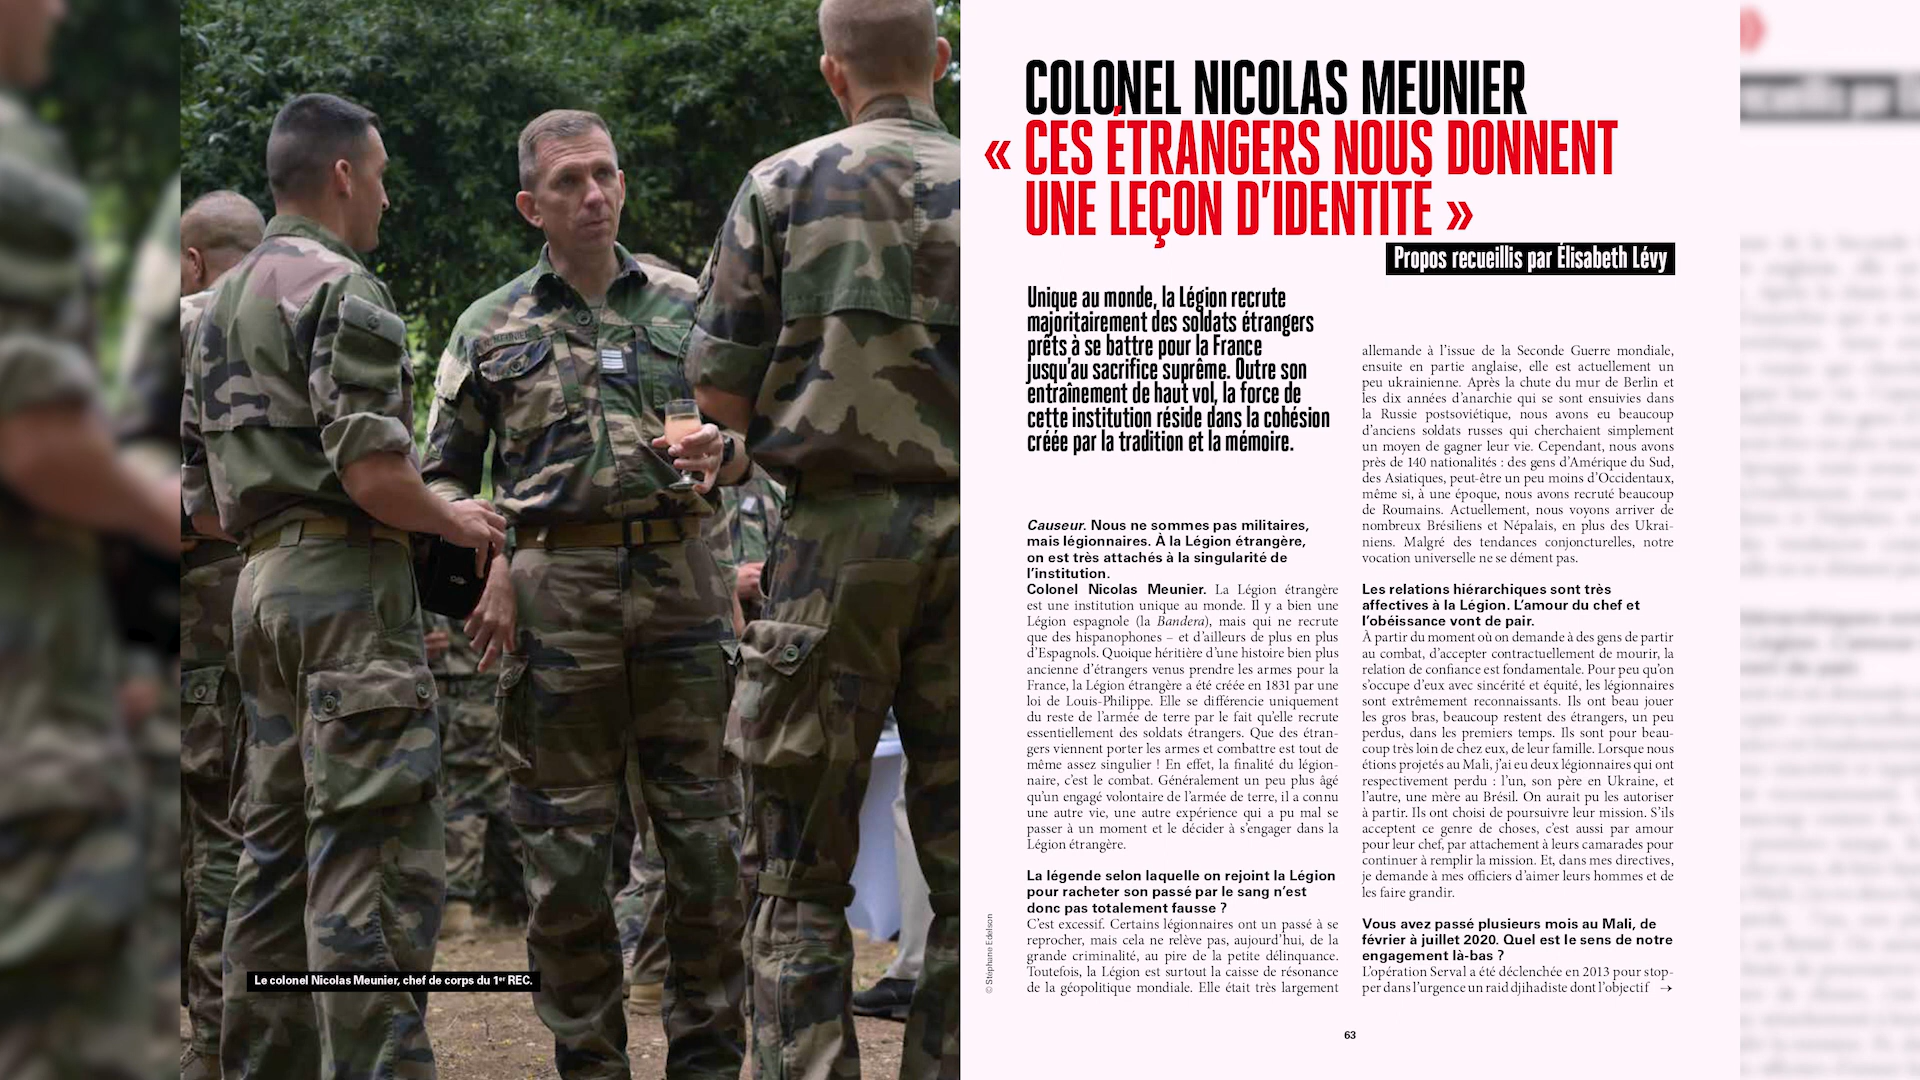 COLONEL NICOLAS MEUNIER
« CES ÉTRANGERS NOUS DONNENT
UNE LEÇON D'IDENTITÉ »
Propos recueillis par Élisabeth Lévy
Unique au monde, la Légion recrute
majoritairement des soldats étrangers
prêts à se battre pour la France
jusqu'au sacrifice suprême. Outre son
entraînement de haut vol, la force de
cette institution réside dans la cohésion
créée par la tradition et la mémoire.
Causeur. Nous ne sommes pas militaires,
mais légionnaires. À la Légion étrangère,
on est très attachés à la singularité de
l'institution.
Colonel Nicolas Meunier. La Légion étrangère
est une institution unique au monde. Il y a bien une
Légion espagnole (la Bandera), mais qui ne recrute
que des hispanophones – et d'ailleurs de plus en plus
d'Espagnols. Quoique héritière d'une histoire bien plus
ancienne d'étrangers venus prendre les armes pour la
France, la Légion étrangère a été créée en 1831 par une
loi de Louis-Philippe. Elle se différencie uniquement
du reste de l'armée de terre par le fait qu'elle recrute
essentiellement des soldats étrangers. Que des étran-
gers viennent porter les armes et combattre est tout de
même assez singulier ! En effet, la finalité du légion-
naire, c'est le combat. Généralement un peu plus âgé
qu'un engagé volontaire de l'armée de terre, il a connu
une autre vie, une autre expérience qui a pu mal se
passer à un moment et le décider à s'engager dans la
Légion étrangère.
La légende selon laquelle on rejoint la Légion
pour racheter son passé par le sang n'est
donc pas totalement fausse ?
C'est excessif. Certains légionnaires ont un passé à se
reprocher, mais cela ne relève pas, aujourd'hui, de la
grande criminalité, au pire de la petite délinquance.
Toutefois, la Légion est surtout la caisse de résonance
de la géopolitique mondiale. Elle était très largement
allemande à l'issue de la Seconde Guerre mondiale,
ensuite en partie anglaise, elle est actuellement un
peu ukrainienne. Après la chute du mur de Berlin et
les dix années d'anarchie qui se sont ensuivies dans
la Russie postsoviétique, nous avons eu beaucoup
d'anciens soldats russes qui cherchaient simplement
un moyen de gagner leur vie. Cependant, nous avons
près de 140 nationalités : des gens d'Amérique du Sud,
des Asiatiques, peut-être un peu moins d'Occidentaux,
même si, à une époque, nous avons recruté beaucoup
de Roumains. Actuellement, nous voyons arriver de
nombreux Brésiliens et Népalais, en plus des Ukrai-
niens. Malgré des tendances conjoncturelles, notre
vocation universelle ne se dément pas.
Les relations hiérarchiques sont très
affectives à la Légion. L'amour du chef et
l'obéissance vont de pair.
À partir du moment où on demande à des gens de partir
au combat, d'accepter contractuellement de mourir, la
relation de confiance est fondamentale. Pour peu qu'on
s'occupe d'eux avec sincérité et équité, les légionnaires
sont extrêmement reconnaissants. Ils ont beau jouer
les gros bras, beaucoup restent des étrangers, un peu
perdus, dans les premiers temps. Ils sont pour beau-
coup très loin de chez eux, de leur famille. Lorsque nous
étions projetés au Mali, j'ai eu deux légionnaires qui ont
respectivement perdu : l'un, son père en Ukraine, et
l'autre, une mère au Brésil. On aurait pu les autoriser
à partir. Ils ont choisi de poursuivre leur mission. S'ils
acceptent ce genre de choses, c'est aussi par amour
pour leur chef, par attachement à leurs camarades pour
continuer à remplir la mission. Et, dans mes directives,
je demande à mes officiers d'aimer leurs hommes et de
les faire grandir.
Vous avez passé plusieurs mois au Mali, de
février à juillet 2020. Quel est le sens de notre
engagement là-bas ?
L'opération Serval a été déclenchée en 2013 pour stop-
per dans l'urgence un raid djihadiste dont l'objectif →
© Stéphane Edelson
Le colonel Nicolas Meunier, chef de corps du 1er REC.
63